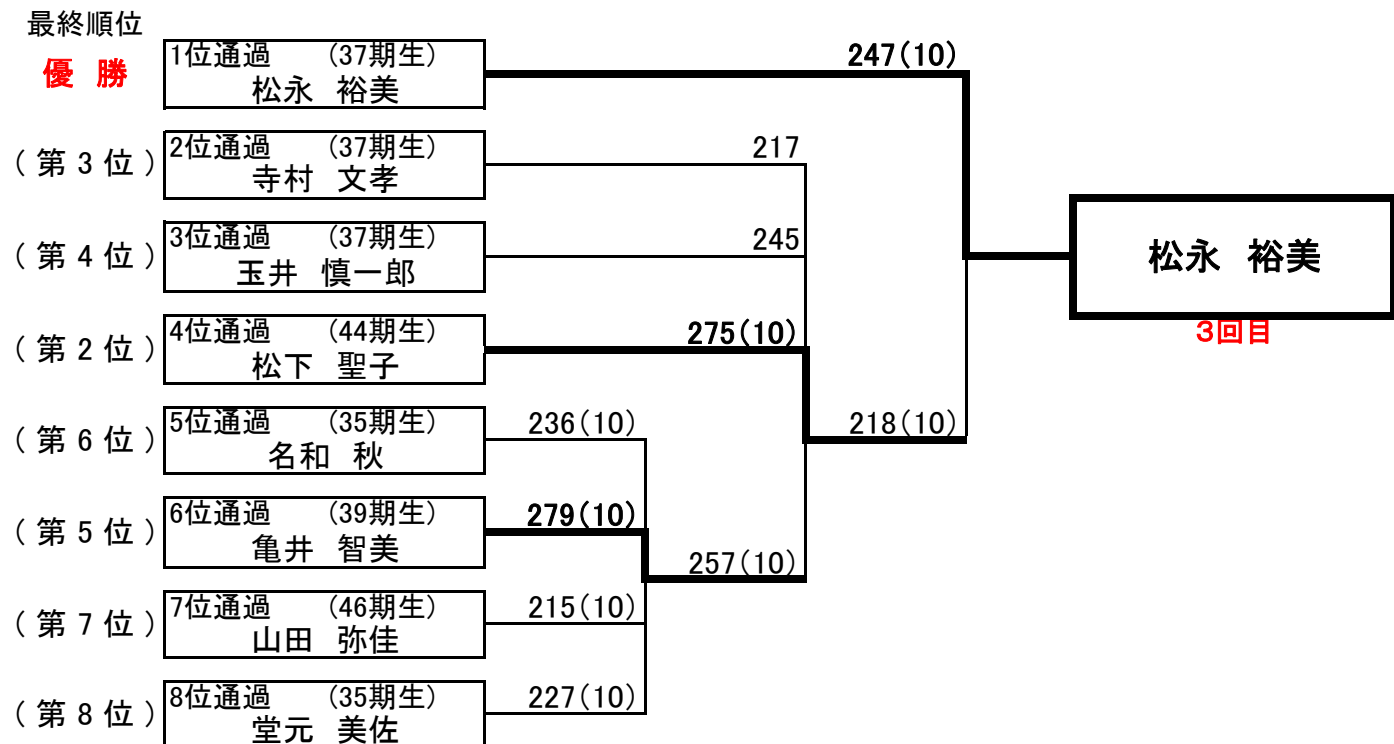 最終順位
優 勝
1位通過 (37期生) 247(10)
松永 裕美
(第3位) 2位通過 (37期生) 217
寺村 文孝
(第4位) 3位通過 (37期生) 245
玉井 慎一郎
松永 裕美
3回目
(第2位) 4位通過 (44期生) 275(10)
松下 聖子
(第6位) 5位通過 (35期生) 236(10) 218(10)
名和 秋
(第5位) 6位通過 (39期生) 279(10)
亀井 智美
257(10)
(第7位) 7位通過 (46期生) 215(10)
山田 弥佳
(第8位) 8位通過 (35期生) 227(10)
堂元 美佐